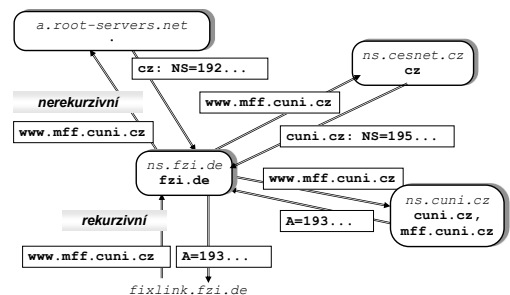 a.root-servers.net
.
cz: NS=192...
ns.cesnet.cz
cz
nerekurzivní
www.mff.cuni.cz
www.mff.cuni.cz
cuni.cz: NS=195...
ns.fzi.de
fzi.de
www.mff.cuni.cz
ns.cuni.cz
cuni.cz,
mff.cuni.cz
A=193...
rekurzivní
www.mff.cuni.cz
A=193...
fixlink.fzi.de